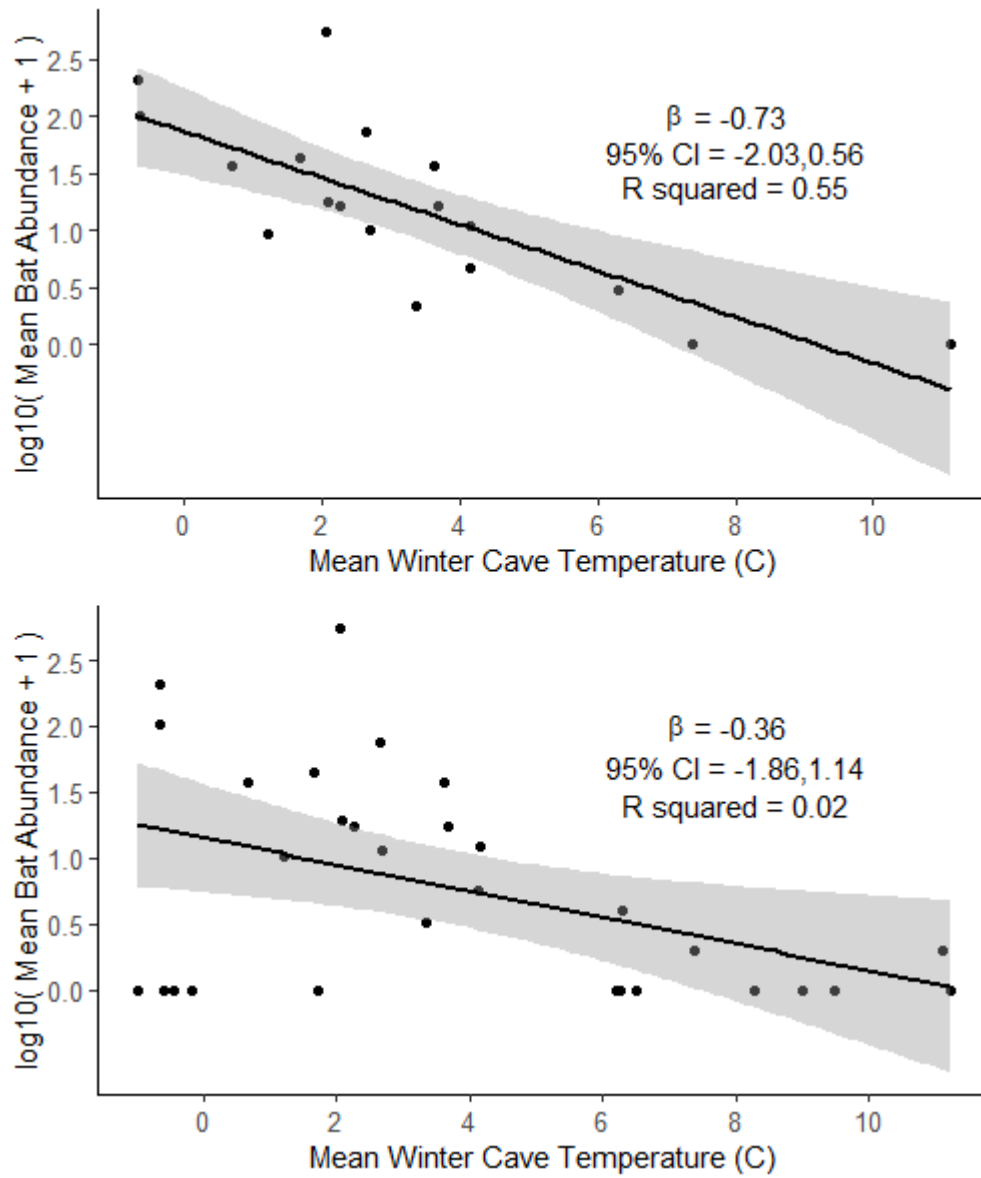 log10( Mean Bat Abundance + 1 )
2.5
2.0
1.5
1.0
0.5
0.0
β = -0.73
95% CI = -2.03,0.56
R squared = 0.55
0 2 4 6 8 10
Mean Winter Cave Temperature (C)
log10( Mean Bat Abundance + 1 )
2.5
2.0
1.5
1.0
0.5
0.0
β = -0.36
95% CI = -1.86,1.14
R squared = 0.02
0 2 4 6 8 10
Mean Winter Cave Temperature (C)